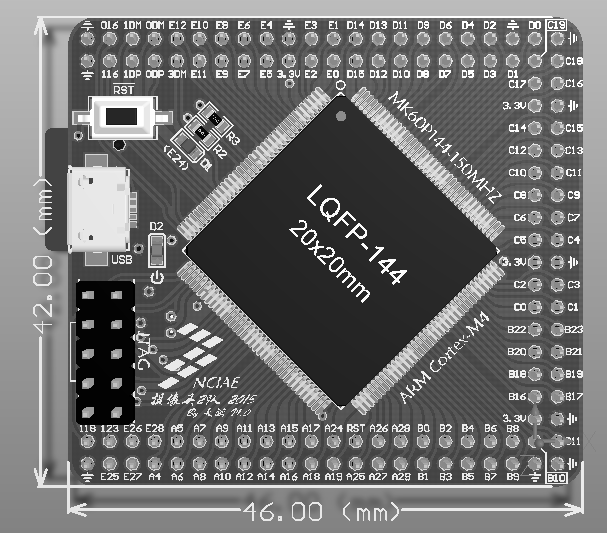 O16 1DM 0DM E12 E10 E8 E6 E4 E3 E1 D15 D13 D11 D9 D6 D4 D2 D0 C19
116 1DP 0DP 3DM E11 E9 E7 E5 3.3V E2 E0 D14 D12 D10 D8 D7 D5 D3 D1 C18
RST
C17 C16
3.3V
C14 C15
C12 C13
C10 C11
C8 C9
C6 C7
C5 C4
3.3V
C2 C3
C0 C1
B22 B23
B20 B21
B18 B19
B16 B17
3.3V
B11
R3
R2
D1
(E24)
MK60P144-150MHZ
LQFP-144
20x20mm
ARM Cortex-M4
D2
USB
JTAG
NCIAE
2015
42.00 (mm)
118 123 E26 E28 A5 A7 A9 A11 A13 A15 A17 A24 RST A26 A28 B0 B2 B4 B6 B8
E25 E27 A4 A6 A8 A10 A12 A14 A16 A18 A19 A25 A27 A29 B1 B3 B5 B7 B9 B10
46.00 (mm)